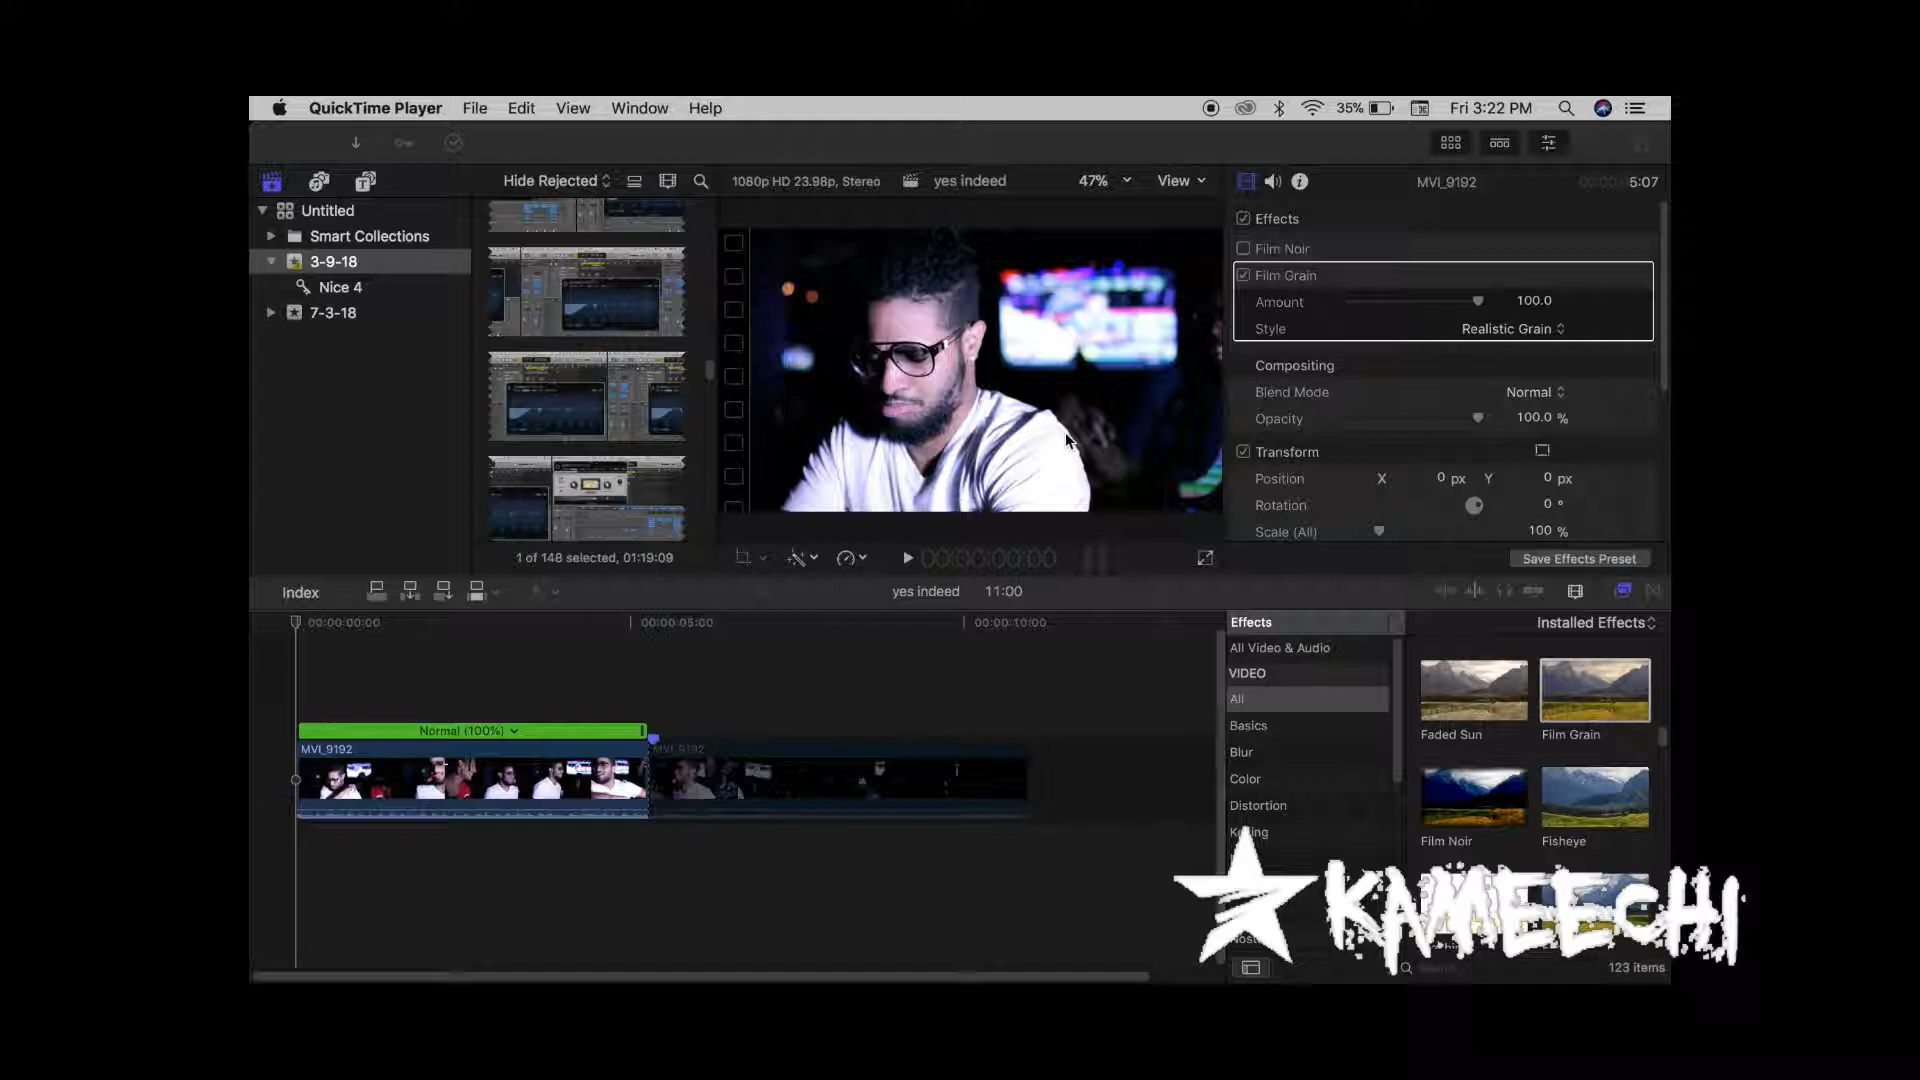 QuickTime Player File Edit View Window Help 35% Fri 3:22 PM
Hide Rejected 1080p HD 23.98p, Stereo yes indeed 47% View MVI_9192 5:07
Untitled
Smart Collections
3-9-18
Nice 4
7-3-18
1 of 148 selected, 01:19:09
00:00:00:00
Effects
Film Noir
Film Grain
Amount 100.0
Style Realistic Grain
Compositing
Blend Mode Normal
Opacity 100.0 %
Transform
Position X 0 px Y 0 px
Rotation 0 °
Scale (All) 100 %
Save Effects Preset
Index yes indeed 11:00
00:00:00:00 00:00:05:00 00:00:10:00
Normal (100%)
MVI_9192 MVI_9192
Effects Installed Effects
All Video & Audio
VIDEO
All
Basics
Blur
Color
Distortion
Faded Sun Film Grain
Film Noir Fisheye
KAMEECHI
123 items